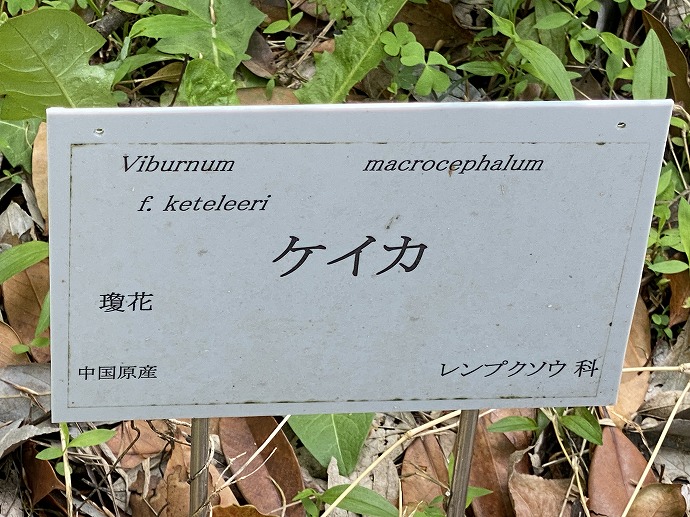 Viburnum macrocephalum
f. keteleeri
ケイカ
瓊花
中国原産 レンプクソウ科